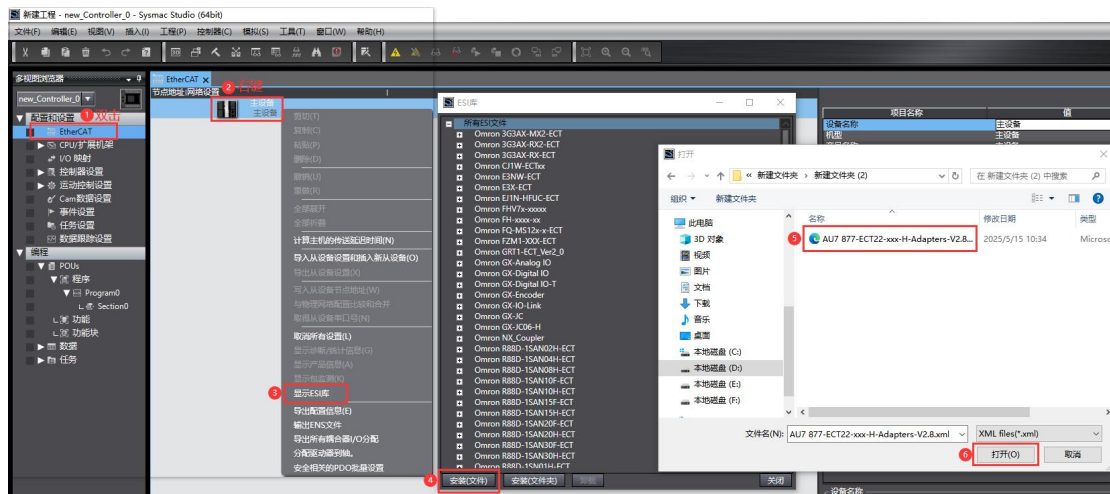 新建工程 - new_Controller_0 - Sysmac Studio (64bit)
文件(F) 编辑(E) 视图(V) 插入(I) 工程(P) 控制器(C) 模拟(S) 工具(T) 窗口(W) 帮助(H)
多视图浏览器
new_Controller_0
1 双击
配置和设置
EtherCAT
CPU/扩展机架
I/O 映射
控制器设置
运动控制设置
Cam数据设置
事件设置
任务设置
数据跟踪设置
编程
POUs
程序
Program0
Section0
功能
功能块
数据
任务
EtherCAT
节点地址|网络设置
2 右键
主设备
主设备
剪切(T)
复制(C)
粘贴(P)
删除(D)
撤销(U)
重做(R)
全部展开
全部折叠
计算主机的传送延迟时间(N)
导入从设备设置和插入新从设备(O)
导出从设备设置(X)
写入从设备节点地址(W)
与物理网络配置比较和合并
取得从设备串口号(N)
取消所有设置(L)
显示诊断/统计信息(G)
显示产品信息(A)
显示包监测(K)
3
显示ESI库
导出配置信息(E)
输出ENS文件
导出所有耦合器I/O分配
分配驱动器到轴。
安全相关的PDO批量设置
ESI库
所有ESI文件
Omron 3G3AX-MX2-ECT
Omron 3G3AX-RX2-ECT
Omron 3G3AX-RX-ECT
Omron CJ1W-ECTxx
Omron E3NW-ECT
Omron E3X-ECT
Omron EJ1N-HFUx-ECT
Omron FHV7x-xxxxx
Omron FH-xxxx-xx
Omron FQ-MS12x-x-ECT
Omron FZM1-XXX-ECT
Omron GRT1-ECT_Ver2_0
Omron GX-Analog IO
Omron GX-Digital IO
Omron GX-Digital IO-T
Omron GX-Encoder
Omron GX-IO-Link
Omron GX-JC
Omron GX-JC06-H
Omron NX_Coupler
Omron R88D-1SAN02H-ECT
Omron R88D-1SAN04H-ECT
Omron R88D-1SAN08H-ECT
Omron R88D-1SAN10F-ECT
Omron R88D-1SAN10H-ECT
Omron R88D-1SAN15F-ECT
Omron R88D-1SAN15H-ECT
Omron R88D-1SAN20F-ECT
Omron R88D-1SAN20H-ECT
Omron R88D-1SAN30F-ECT
Omron R88D-1SAN30H-ECT
Omron R88D-1SN01H-ECT
4
安装(文件) 安装(文件夹) 卸载 关闭
项目名称 值
设备名称 主设备
机型 主设备
打开
新建文件夹 › 新建文件夹 (2)
在 新建文件夹 (2) 中搜索
组织 新建文件夹
此电脑
3D 对象
视频
图片
文档
下载
音乐
桌面
本地磁盘 (C:)
本地磁盘 (D:)
本地磁盘 (E:)
本地磁盘 (F:)
名称 修改日期 类型
5
AU7 877-ECT22-xxx-H-Adapters-V2.8... 2025/5/15 10:34 Microso
文件名(N): AU7 877-ECT22-xxx-H-Adapters-V2.8.xml XML files(*.xml)
6
打开(O) 取消
设备名称